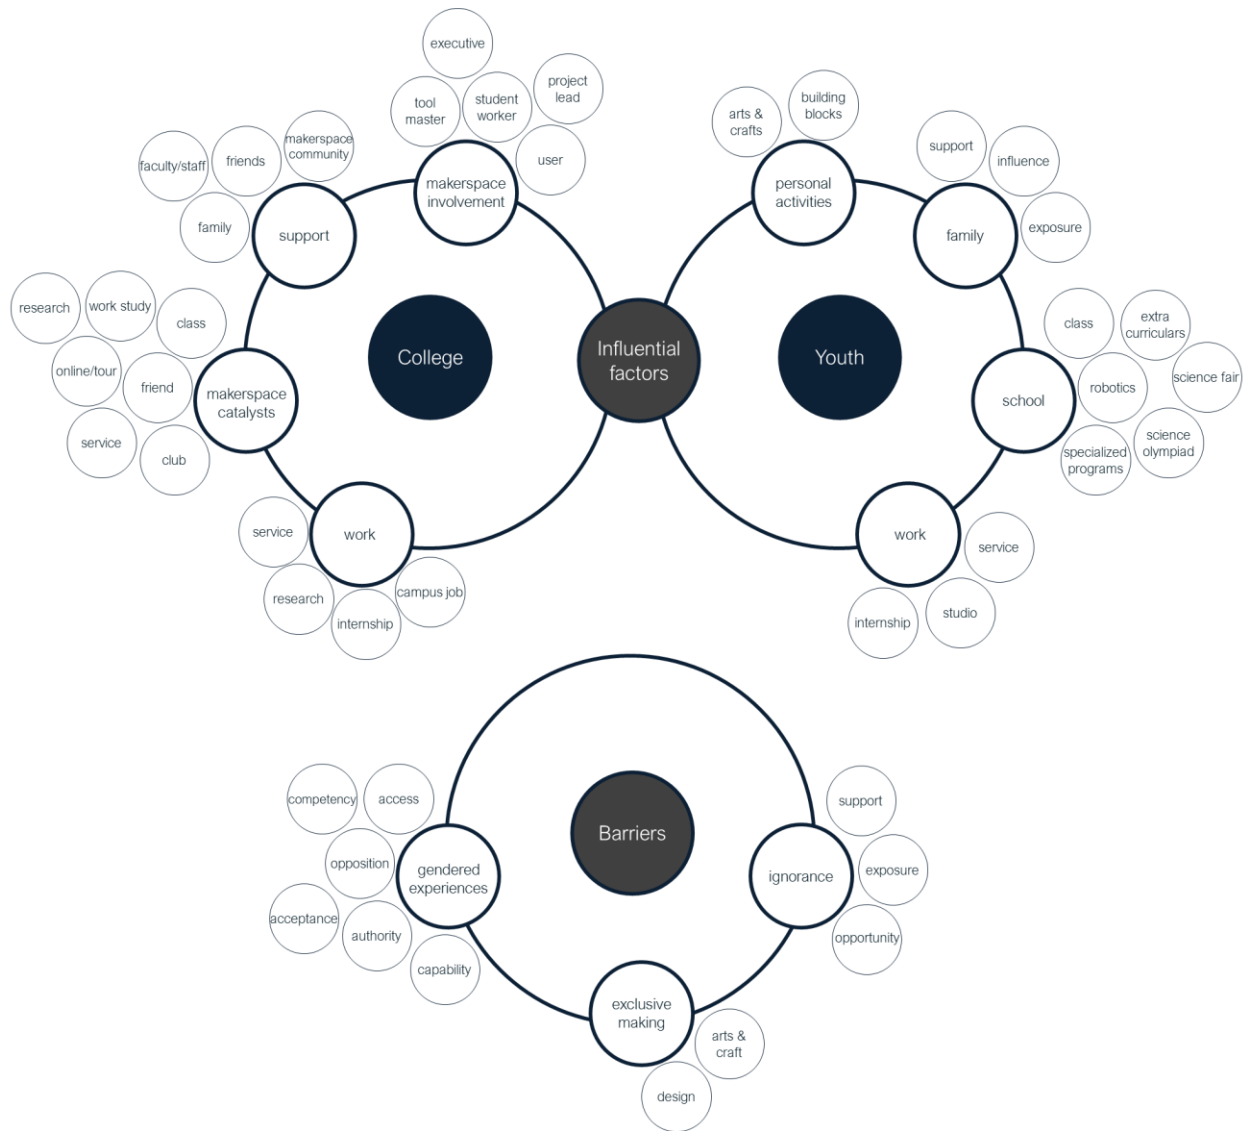 executive
tool
master
student
worker
project
lead
user
makerspace
involvement
faculty/staff
friends
makerspace
community
family
support
research
work study
class
online/tour
friend
service
club
makerspace
catalysts
service
research
internship
campus job
work
College
Influential
factors
Youth
arts &
crafts
building
blocks
personal
activities
support
influence
exposure
family
class
extra
curriculars
robotics
science fair
specialized
programs
science
olympiad
school
work
service
studio
internship
Barriers
competency
access
opposition
acceptance
authority
capability
gendered
experiences
support
exposure
opportunity
ignorance
exclusive
making
arts &
craft
design